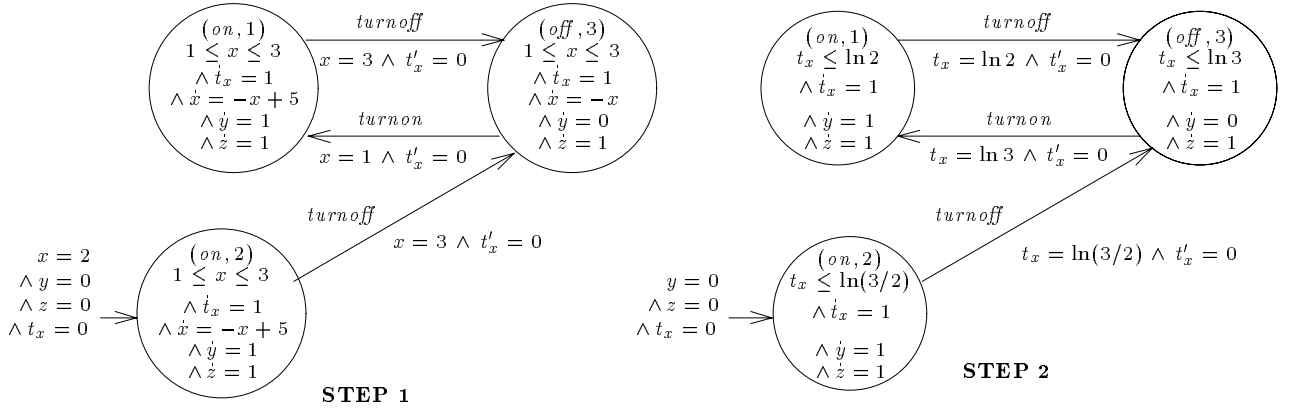 (on, 1)
1 ≤ x ≤ 3
∧ ṫₓ = 1
∧ ẋ = −x + 5
∧ ẏ = 1
∧ ż = 1
turnoff
x = 3 ∧ t′ₓ = 0
(off, 3)
1 ≤ x ≤ 3
∧ ṫₓ = 1
∧ ẋ = −x
∧ ẏ = 0
∧ ż = 1
turnon
x = 1 ∧ t′ₓ = 0
turnoff
x = 3 ∧ t′ₓ = 0
x = 2
∧ y = 0
∧ z = 0
∧ tₓ = 0
(on, 2)
1 ≤ x ≤ 3
∧ ṫₓ = 1
∧ ẋ = −x + 5
∧ ẏ = 1
∧ ż = 1
STEP 1
(on, 1)
tₓ ≤ ln 2
∧ ṫₓ = 1
∧ ẏ = 1
∧ ż = 1
turnoff
tₓ = ln 2 ∧ t′ₓ = 0
(off, 3)
tₓ ≤ ln 3
∧ ṫₓ = 1
∧ ẏ = 0
∧ ż = 1
turnon
tₓ = ln 3 ∧ t′ₓ = 0
turnoff
tₓ = ln(3/2) ∧ t′ₓ = 0
y = 0
∧ z = 0
∧ tₓ = 0
(on, 2)
tₓ ≤ ln(3/2)
∧ ṫₓ = 1
∧ ẏ = 1
∧ ż = 1
STEP 2